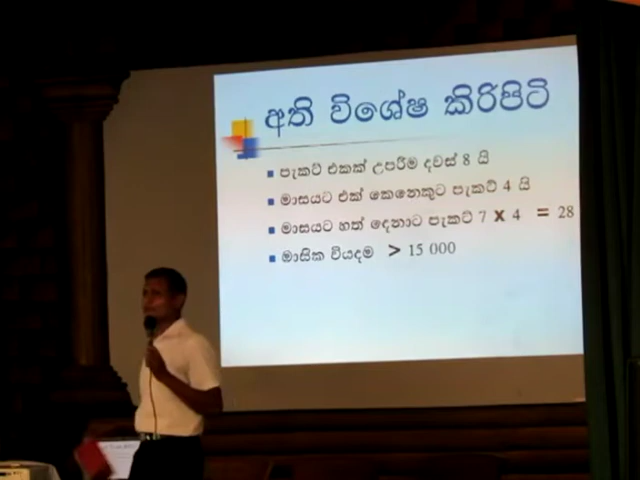 අති විශේෂ කිරිපිටි
පැකට් එකක් උපරීම දවස් 8 යි
මාසයට එක් කෙනෙකුට පැකට් 4 යි
මාසයට හත් දෙනාට පැකට් 7 x 4 = 28
මාසික වියදම > 15 000